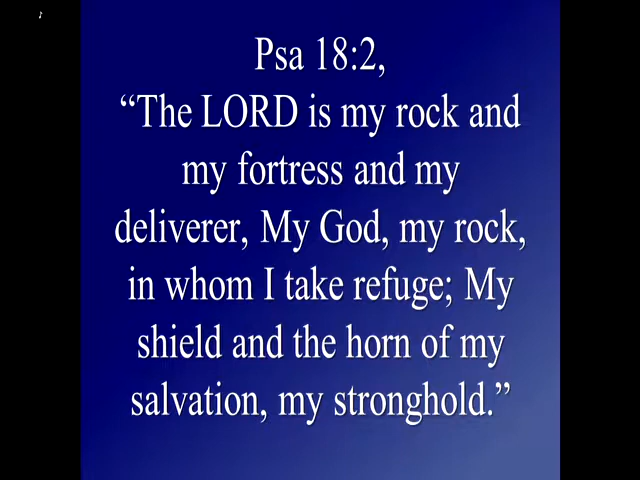 ♪
Psa 18:2,
“The LORD is my rock and
my fortress and my
deliverer, My God, my rock,
in whom I take refuge; My
shield and the horn of my
salvation, my stronghold.”